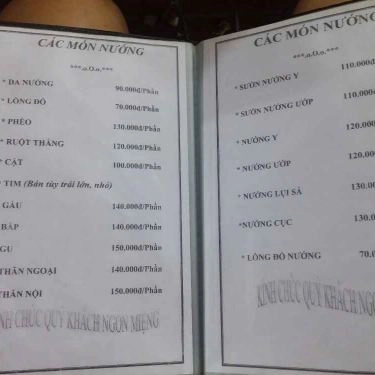 CÁC MÓN NƯỚNG
***.o.O.o.***
* DA NƯỚNG 90.000đ/Phần
* LÒNG ĐỎ 70.000đ/Phần
* PHÈO 130.000đ/Phần
* RUỘT THẲNG 120.000đ/Phần
* CẬT 100.000đ/Phần
* TIM (Bán tùy trái lớn, nhỏ)
GÀU 140.000đ/Phần
BẮP 140.000đ/Phần
GU 150.000đ/Phần
THĂN NGOẠI 140.000đ/Phần
THĂN NỘI 150.000đ/Phần
KÍNH CHÚC QUÝ KHÁCH NGON MIỆNG
CÁC MÓN NƯỚNG
***.o.O.o.***
* SƯỜN NƯỚNG Y 110.000
* SƯỜN NƯỚNG ƯỚP 110.000
* NƯỚNG Y 120.000
* NƯỚNG ƯỚP 120.000
* NƯỚNG LỤI SẢ 130.00
*NƯỚNG CỤC 130.0
* LÒNG ĐỎ NƯỚNG 70.0
KÍNH CHÚC QUÝ KHÁCH NGO